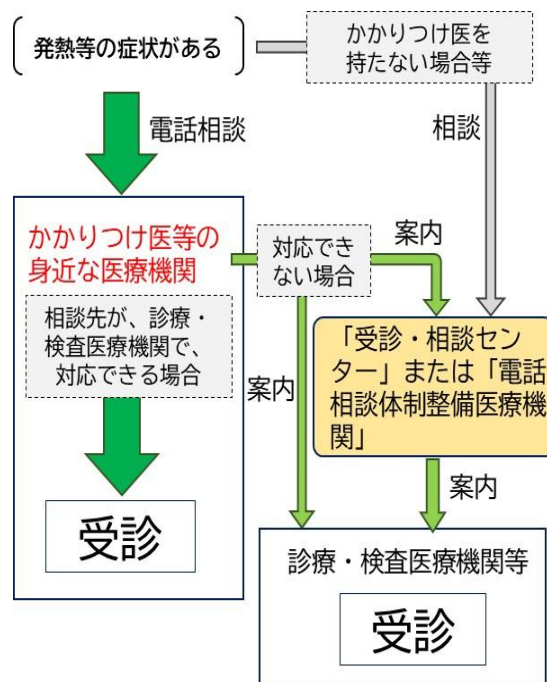 発熱等の症状がある
かかりつけ医を
持たない場合等
電話相談
相談
かかりつけ医等の
身近な医療機関
対応でき
ない場合
案内
相談先が、診療・
検査医療機関で、
対応できる場合
「受診・相談セン
ター」または「電話
相談体制整備医療機
関」
案内
案内
受診
診療・検査医療機関等
受診